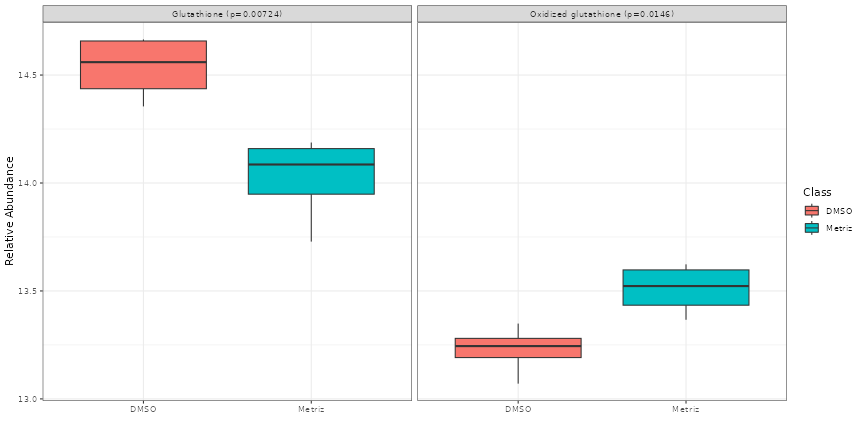 Glutathione (p=0.00724)
Oxidized glutathione (p=0.0146)
Relative Abundance
14.5
14.0
13.5
13.0
DMSO
Metriz
DMSO
Metriz
Class
DMSO
Metriz